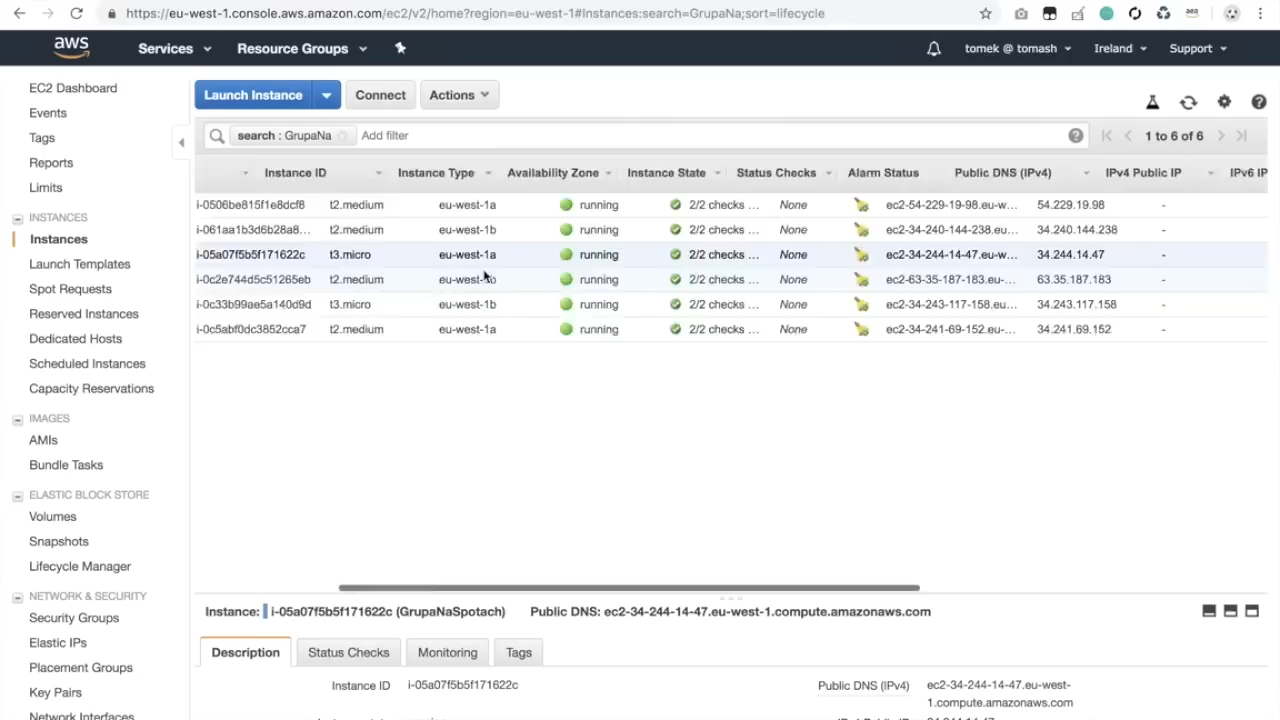 https://eu-west-1.console.aws.amazon.com/ec2/v2/home?region=eu-west-1#Instances:search=GrupaNa;sort=lifecycle
aws Services Resource Groups tomek @ tomash Ireland Support
EC2 Dashboard
Events
Tags
Reports
Limits
INSTANCES
Instances
Launch Templates
Spot Requests
Reserved Instances
Dedicated Hosts
Scheduled Instances
Capacity Reservations
IMAGES
AMIs
Bundle Tasks
ELASTIC BLOCK STORE
Volumes
Snapshots
Lifecycle Manager
NETWORK & SECURITY
Security Groups
Elastic IPs
Placement Groups
Key Pairs
Network Interfaces
Launch Instance Connect Actions
search : GrupaNa Add filter 1 to 6 of 6
Instance ID Instance Type Availability Zone Instance State Status Checks Alarm Status Public DNS (IPv4) IPv4 Public IP IPv6 IP
i-0506be815f1e8dcf8 t2.medium eu-west-1a running 2/2 checks ... None ec2-54-229-19-98.eu-w... 54.229.19.98 -
i-061aa1b3d6b28a8... t2.medium eu-west-1b running 2/2 checks ... None ec2-34-240-144-238.eu... 34.240.144.238 -
i-05a07f5b5f171622c t3.micro eu-west-1a running 2/2 checks ... None ec2-34-244-14-47.eu-w... 34.244.14.47 -
i-0c2e744d5c51265eb t2.medium eu-west-1b running 2/2 checks ... None ec2-63-35-187-183.eu-... 63.35.187.183 -
i-0c33b99ae5a140d9d t3.micro eu-west-1b running 2/2 checks ... None ec2-34-243-117-158.eu... 34.243.117.158 -
i-0c5abf0dc3852cca7 t2.medium eu-west-1a running 2/2 checks ... None ec2-34-241-69-152.eu-... 34.241.69.152 -
Instance: i-05a07f5b5f171622c (GrupaNaSpotach) Public DNS: ec2-34-244-14-47.eu-west-1.compute.amazonaws.com
Description Status Checks Monitoring Tags
Instance ID i-05a07f5b5f171622c Public DNS (IPv4) ec2-34-244-14-47.eu-west-
1.compute.amazonaws.com